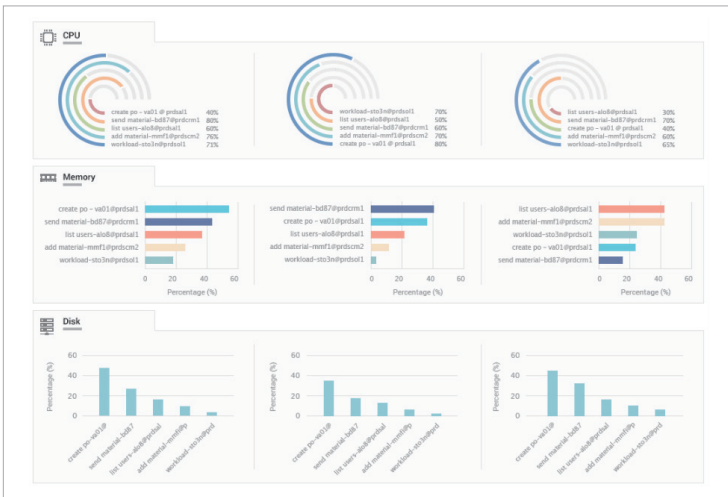 CPU
create po – va01 @ prdsal1 40%
send material-bd87@prdcrm1 80%
list users-alo8@prdsal1 60%
add material-mmf1@prdscm2 76%
workload-sto3n@prdsol1 71%
workload-sto3n@prdsol1 70%
list users-alo8@prdsal1 50%
send material-bd87@prdcrm1 60%
add material-mmf1@prdscm2 70%
create po – va01 @ prdsal1 80%
list users-alo8@prdsal1 30%
send material-bd87@prdcrm1 70%
create po – va01 @prdsal1 40%
add material-mmf1@prdscm2 60%
workload-sto3n@prdsol1 65%
Memory
create po – va01@prdsal1
send material-bd87@prdcrm1
list users-alo8@prdsal1
add material-mmf1@prdscm2
workload-sto3n@prdsol1
0 20 40 60
Percentage (%)
send material-bd87@prdcrm1
create po – va01@prdsal1
list users-alo8@prdsal1
add material-mmf1@prdscm2
workload-sto3n@prdsol1
0 20 40 60
Percentage (%)
list users-alo8@prdsal1
add material-mmf1@prdscm2
workload-sto3n@prdsol1
create po – va01@prdsal1
send material-bd87@prdcrm1
0 20 40 60
Percentage (%)
Disk
Percentage (%)
60
40
20
0
create po-va01@
send material-bd87
list users-alo8@prdsal
add material-mmfi@p
workload-sto3n@prd
Percentage (%)
60
40
20
0
create po-va01@
send material-bd87
list users-alo8@prdsal
add material-mmfi@p
workload-sto3n@prd
Percentage (%)
60
40
20
0
create po-va01@
send material-bd87
list users-alo8@prdsal
add material-mmfi@p
workload-sto3n@prd